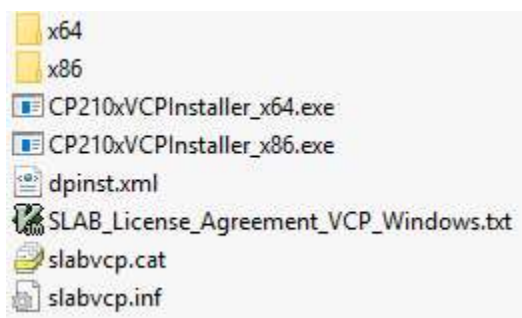 x64
x86
CP210xVCPInstaller_x64.exe
CP210xVCPInstaller_x86.exe
dpinst.xml
SLAB_License_Agreement_VCP_Windows.txt
slabvcp.cat
slabvcp.inf